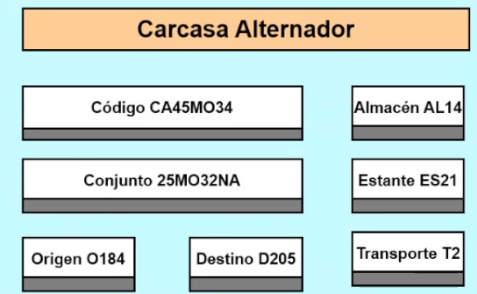 Carcasa Alternador
Código CA45MO34
Almacén AL14
Conjunto 25MO32NA
Estante ES21
Origen O184
Destino D205
Transporte T2